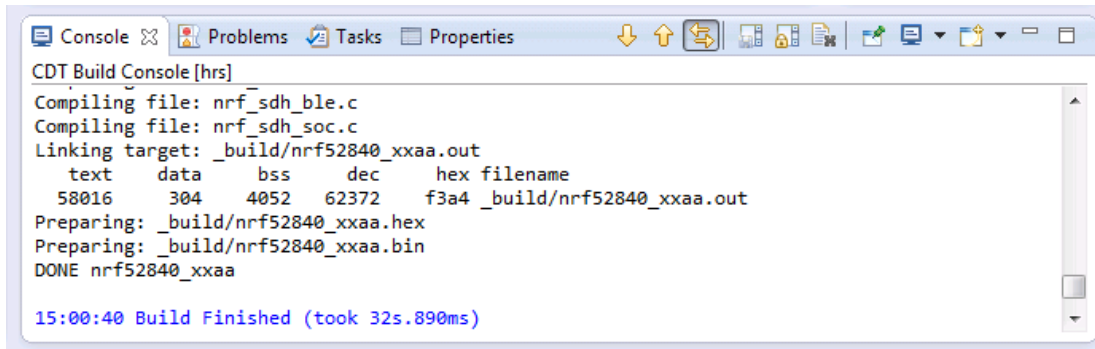 Console Problems Tasks Properties
CDT Build Console [hrs]
Compiling file: nrf_sdh_ble.c
Compiling file: nrf_sdh_soc.c
Linking target: _build/nrf52840_xxaa.out
text data bss dec hex filename
58016 304 4052 62372 f3a4 _build/nrf52840_xxaa.out
Preparing: _build/nrf52840_xxaa.hex
Preparing: _build/nrf52840_xxaa.bin
DONE nrf52840_xxaa
15:00:40 Build Finished (took 32s.890ms)